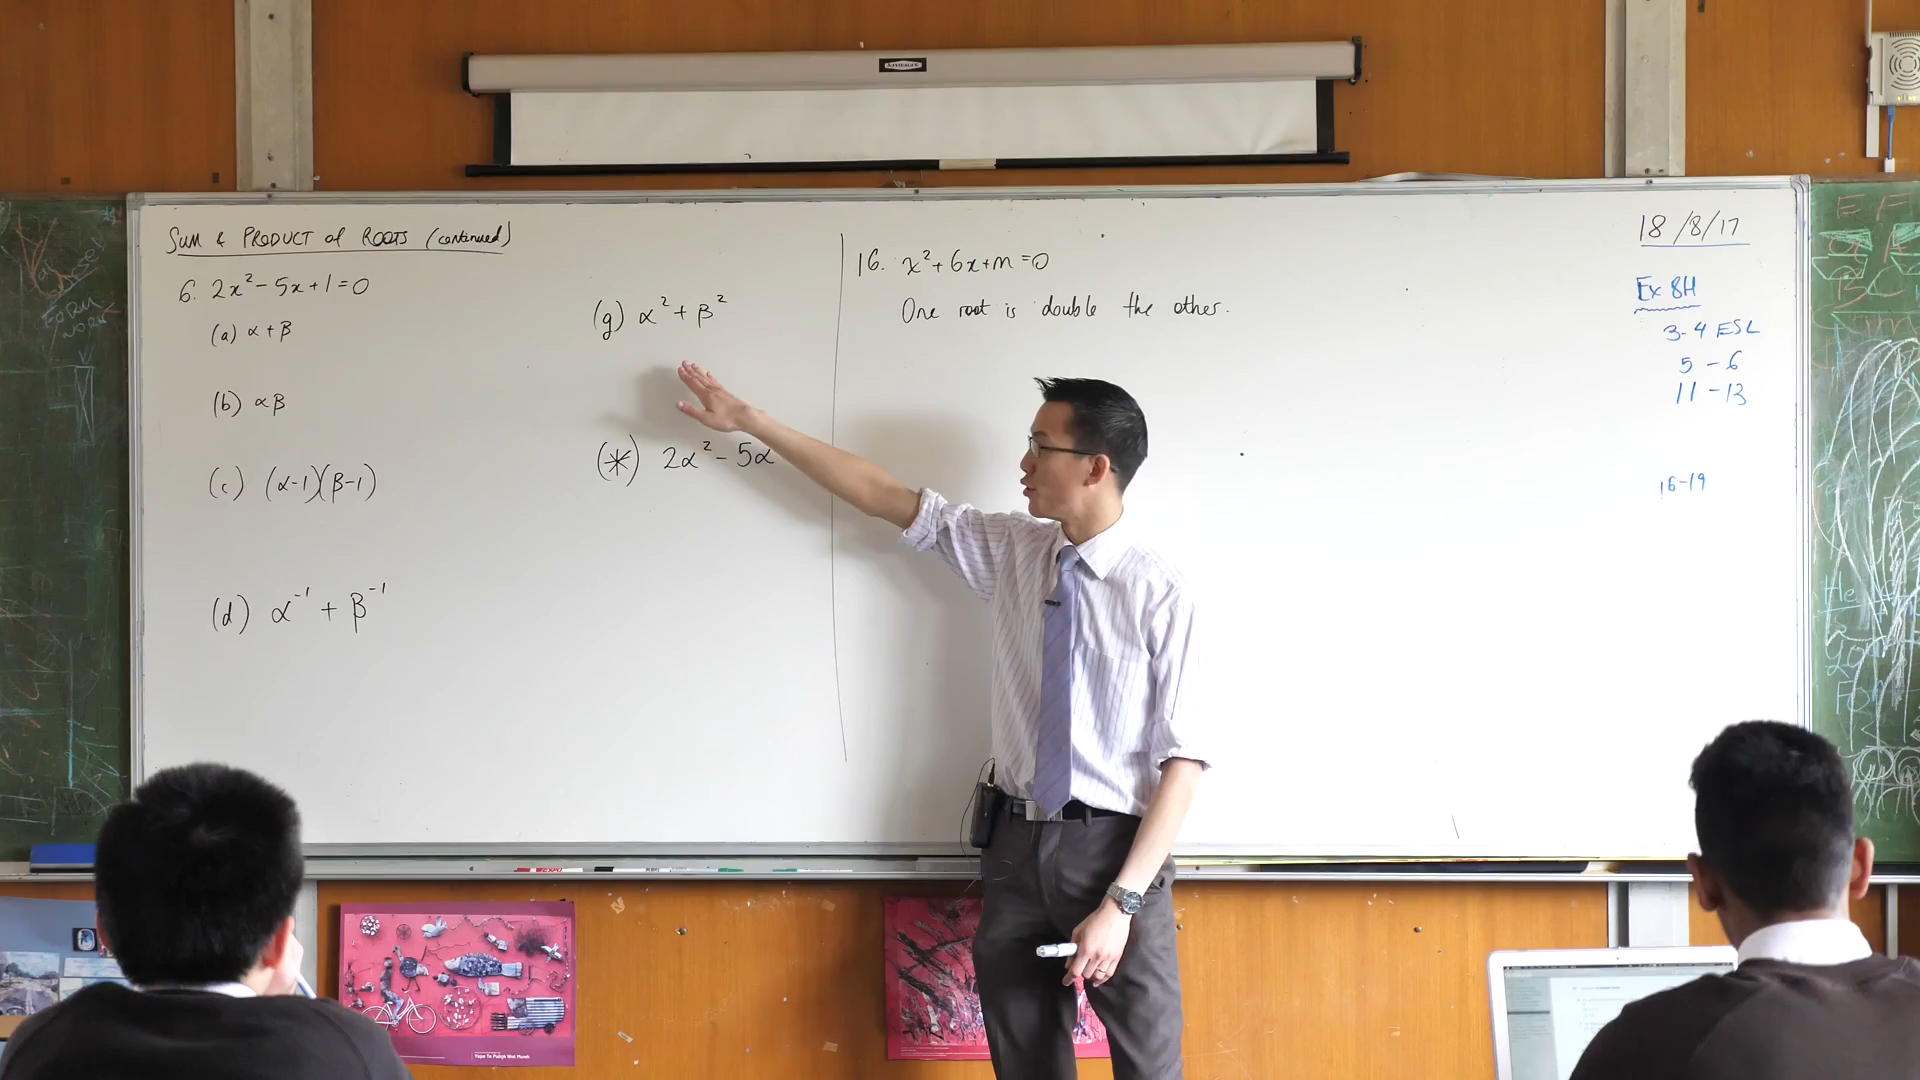 SUM & PRODUCT of ROOTS (continued)
6. 2x² - 5x + 1 = 0
(a) α + β
(b) αβ
(c) (α-1)(β-1)
(d) α⁻¹ + β⁻¹
(g) α² + β²
(*) 2α² - 5α
16. x² + 6x + m = 0
One root is double the other.
18/8/17
Ex 8H
3-4 ESL
5-6
11-13
16-19